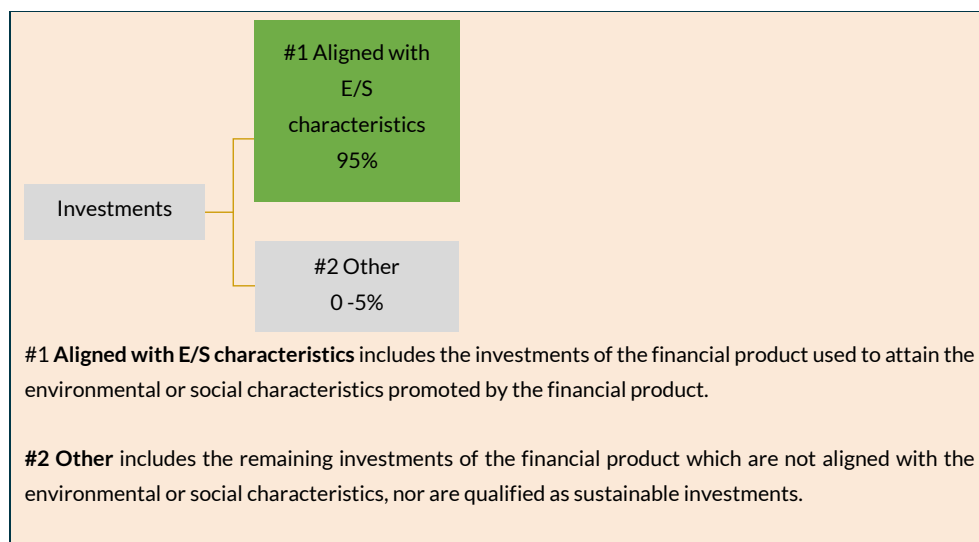 #1 Aligned with
E/S
characteristics
95%
Investments
#2 Other
0 -5%
#1 Aligned with E/S characteristics includes the investments of the financial product used to attain the
environmental or social characteristics promoted by the financial product.
#2 Other includes the remaining investments of the financial product which are not aligned with the
environmental or social characteristics, nor are qualified as sustainable investments.